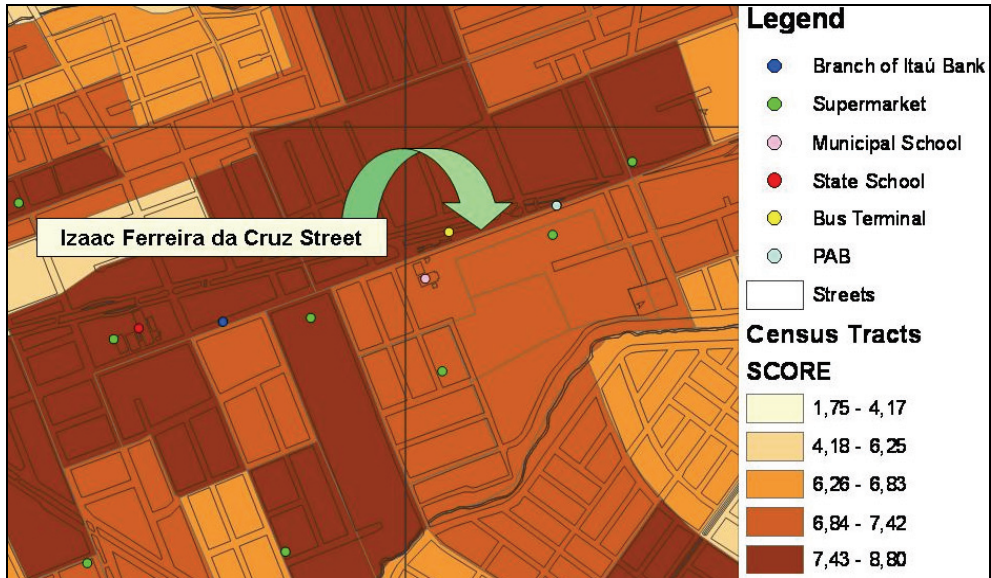 Izaac Ferreira da Cruz Street
Legend
Branch of Itaú Bank
Supermarket
Municipal School
State School
Bus Terminal
PAB
Streets
Census Tracts
SCORE
1,75 - 4,17
4,18 - 6,25
6,26 - 6,83
6,84 - 7,42
7,43 - 8,80